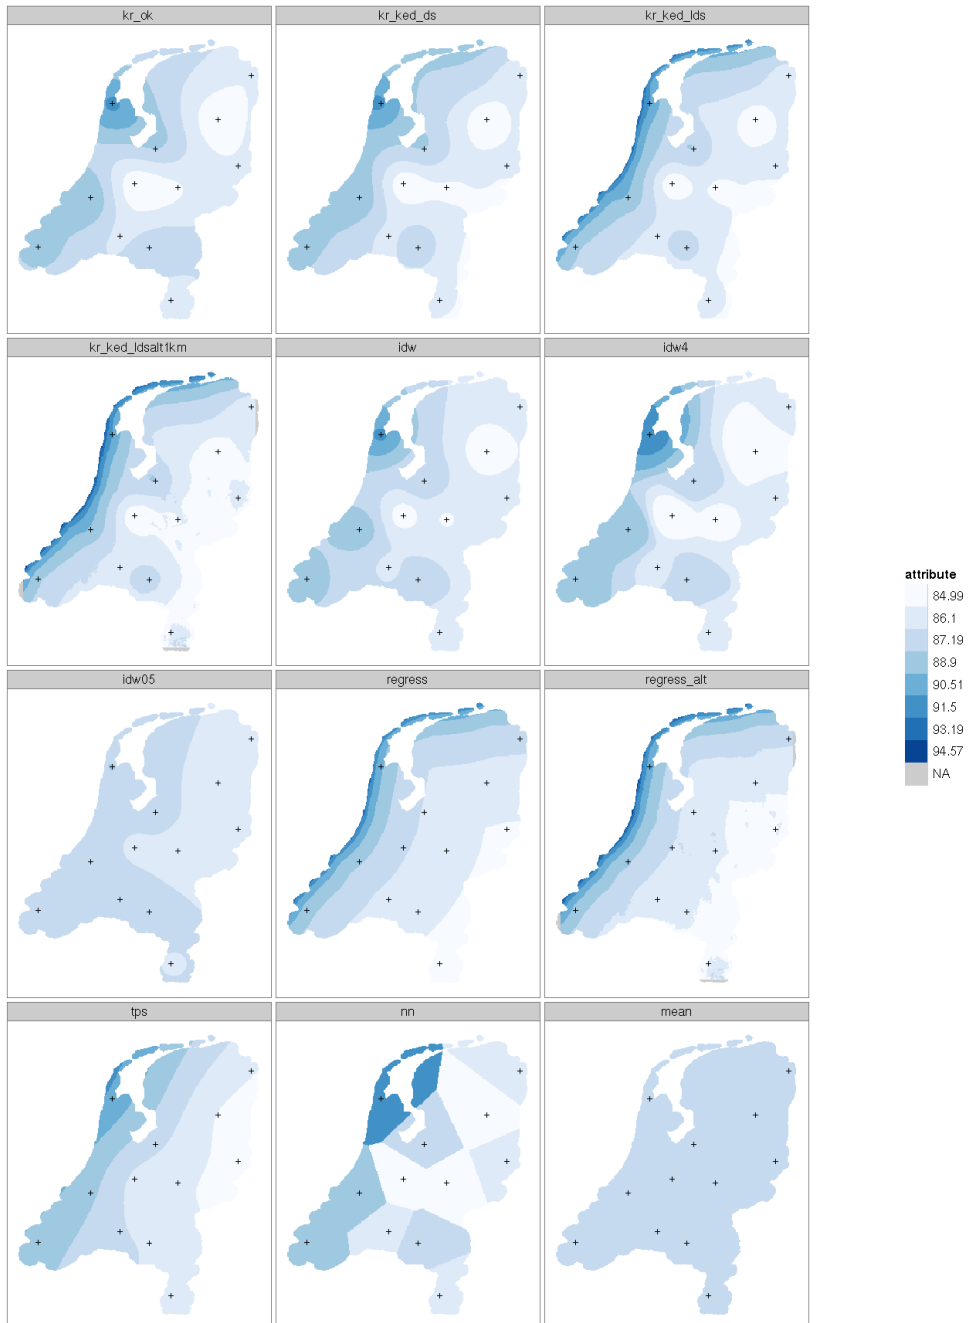 kr_ok
kr_ked_ds
kr_ked_lds
kr_ked_ldsalt1km
idw
idw4
idw05
regress
regress_alt
tps
nn
mean
attribute
84.99
86.1
87.19
88.9
90.51
91.5
93.19
94.57
NA